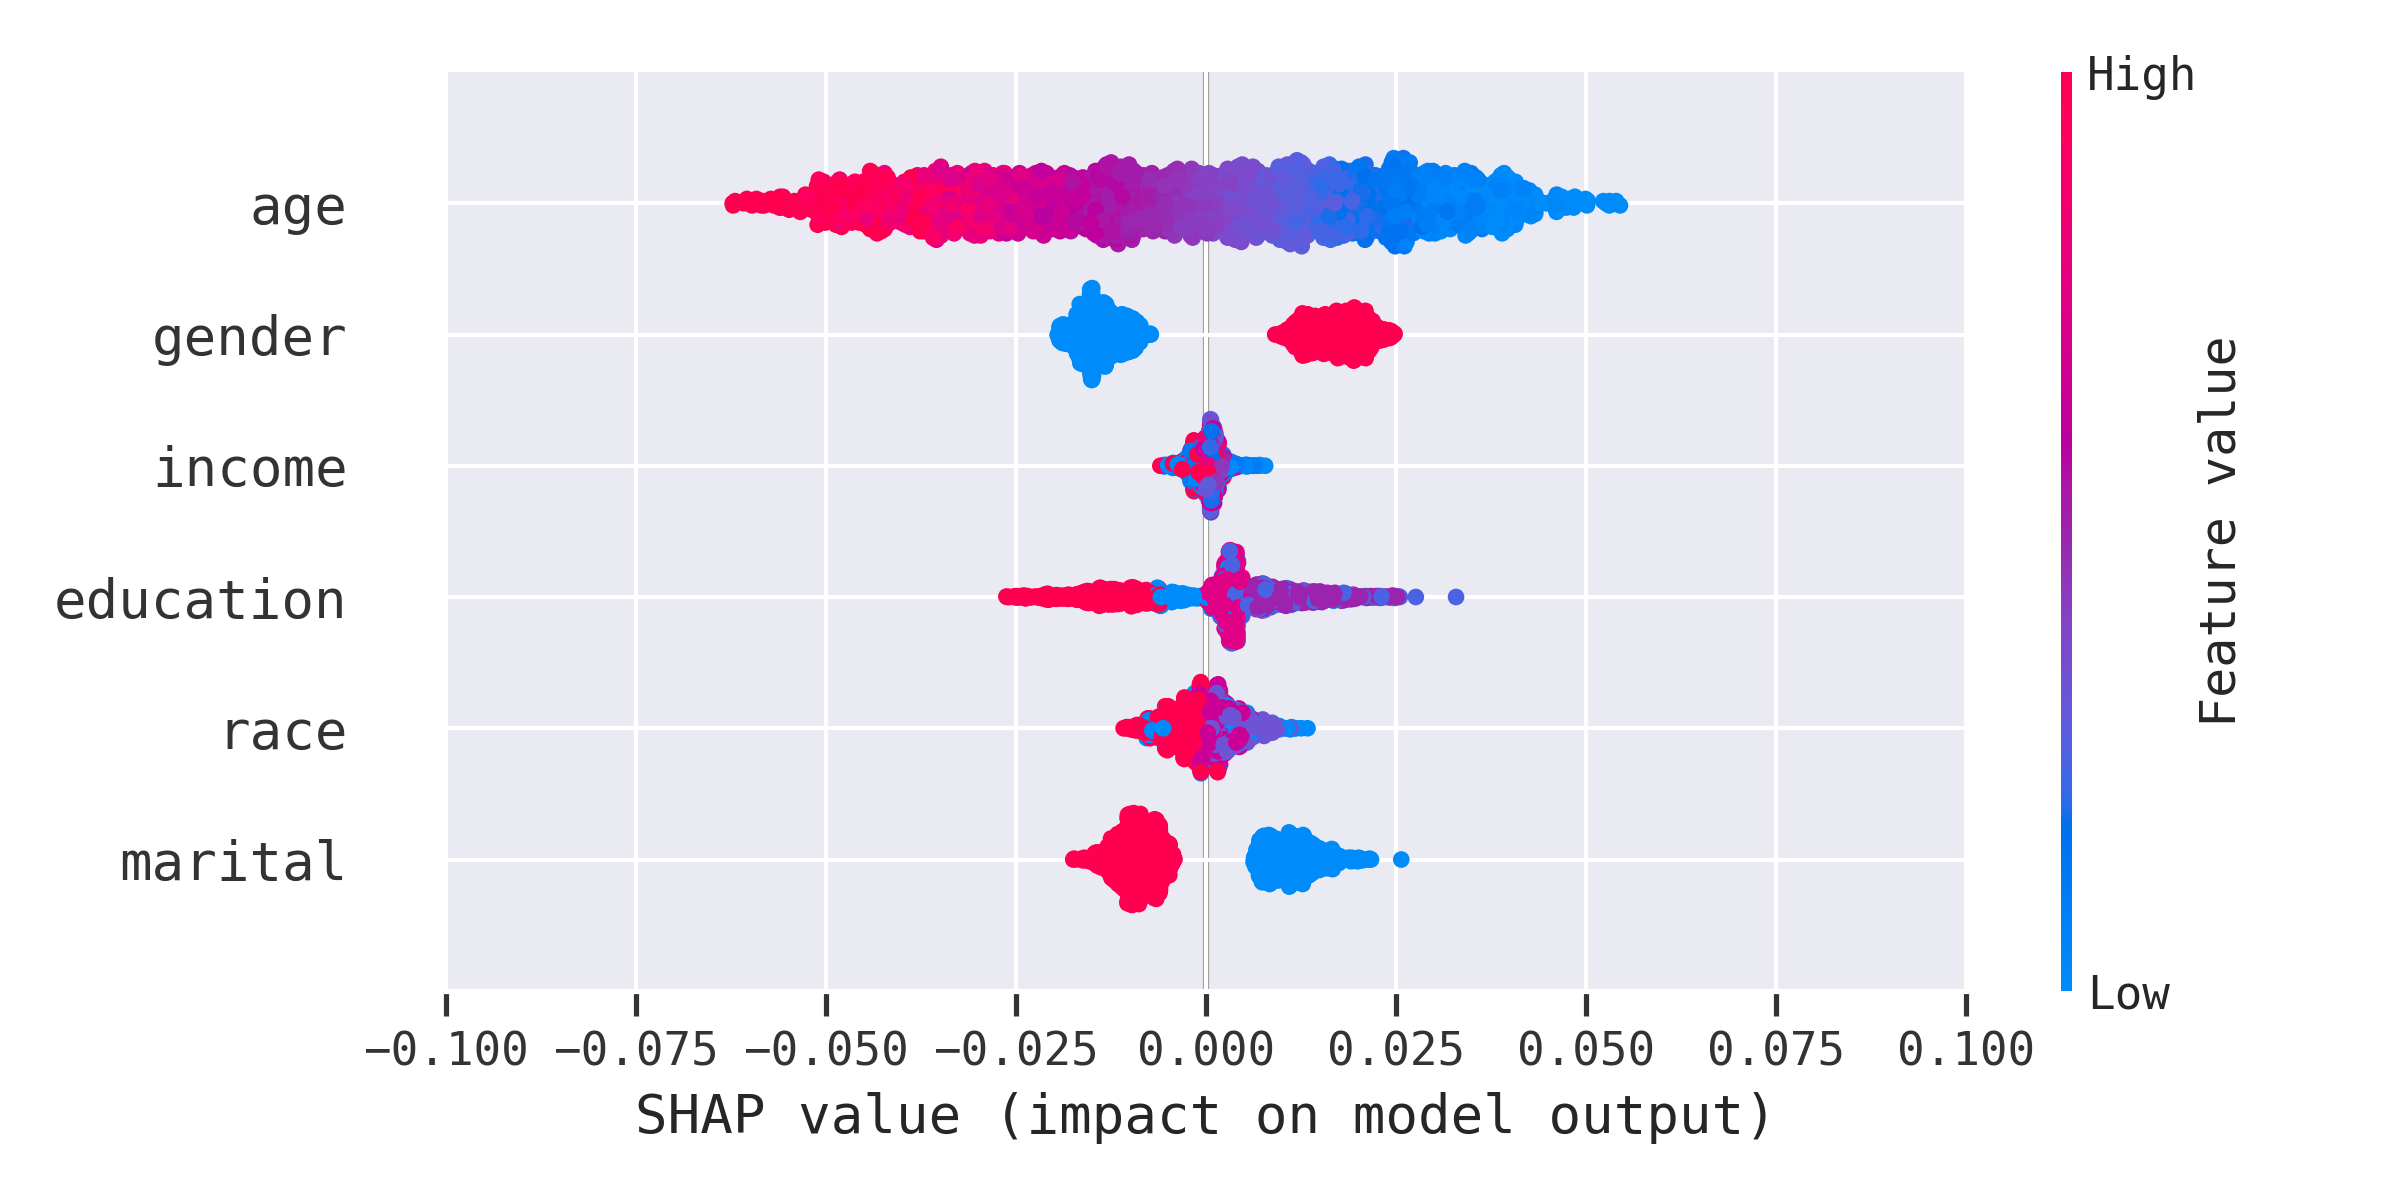 High
age
gender
income
education
race
marital
Feature value
Low
−0.100 −0.075 −0.050 −0.025 0.000 0.025 0.050 0.075 0.100
SHAP value (impact on model output)